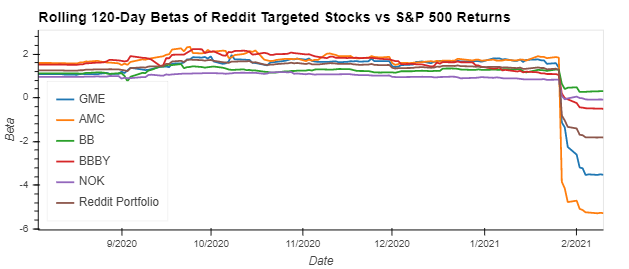 Rolling 120-Day Betas of Reddit Targeted Stocks vs S&P 500 Returns
Beta
2
0
-2
-4
-6
GME
AMC
BB
BBBY
NOK
Reddit Portfolio
9/2020 10/2020 11/2020 12/2020 1/2021 2/2021
Date